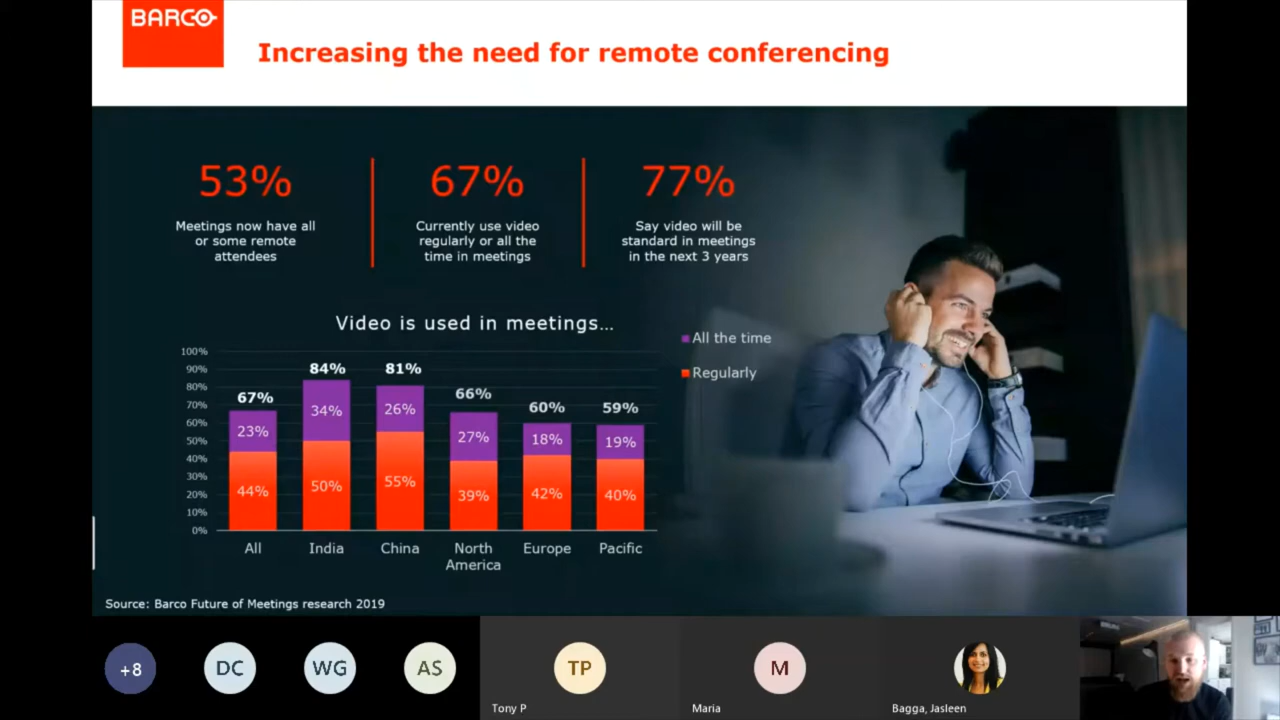 BARCO
Increasing the need for remote conferencing
53%
Meetings now have all
or some remote
attendees
67%
Currently use video
regularly or all the
time in meetings
77%
Say video will be
standard in meetings
in the next 3 years
Video is used in meetings...
All the time
Regularly
100%
90%
80%
70%
60%
50%
40%
30%
20%
10%
0%
67%
23%
44%
84%
34%
50%
81%
26%
55%
66%
27%
39%
60%
18%
42%
59%
19%
40%
All
India
China
North
America
Europe
Pacific
Source: Barco Future of Meetings research 2019
+8
DC
WG
AS
TP
M
Tony P
Maria
Bagga, Jasleen